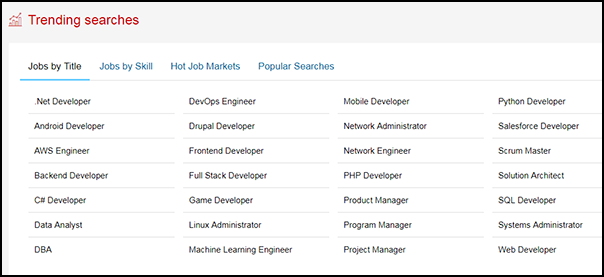 Trending searches
Jobs by Title Jobs by Skill Hot Job Markets Popular Searches
.Net Developer DevOps Engineer Mobile Developer Python Developer
Android Developer Drupal Developer Network Administrator Salesforce Developer
AWS Engineer Frontend Developer Network Engineer Scrum Master
Backend Developer Full Stack Developer PHP Developer Solution Architect
C# Developer Game Developer Product Manager SQL Developer
Data Analyst Linux Administrator Program Manager Systems Administrator
DBA Machine Learning Engineer Project Manager Web Developer